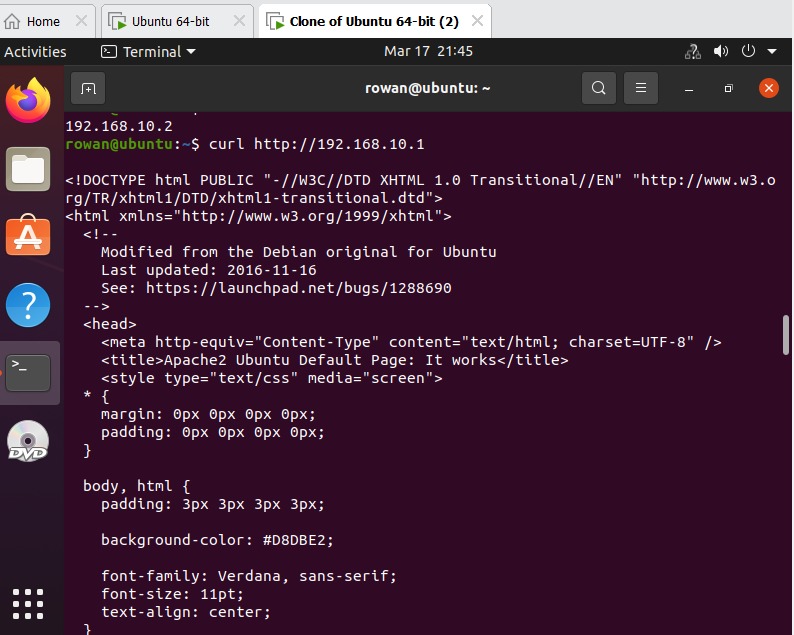 Home
Ubuntu 64-bit
Clone of Ubuntu 64-bit (2)
Activities
Terminal
Mar 17 21:45
rowan@ubuntu: ~
192.168.10.2
rowan@ubuntu:~$ curl http://192.168.10.1
<!DOCTYPE html PUBLIC "-//W3C//DTD XHTML 1.0 Transitional//EN" "http://www.w3.o
rg/TR/xhtml1/DTD/xhtml1-transitional.dtd">
<html xmlns="http://www.w3.org/1999/xhtml">
  <!--
    Modified from the Debian original for Ubuntu
    Last updated: 2016-11-16
    See: https://launchpad.net/bugs/1288690
  -->
  <head>
    <meta http-equiv="Content-Type" content="text/html; charset=UTF-8" />
    <title>Apache2 Ubuntu Default Page: It works</title>
    <style type="text/css" media="screen">
  * {
    margin: 0px 0px 0px 0px;
    padding: 0px 0px 0px 0px;
  }
  body, html {
    padding: 3px 3px 3px 3px;
    background-color: #D8DBE2;
    font-family: Verdana, sans-serif;
    font-size: 11pt;
    text-align: center;
  }
DVD